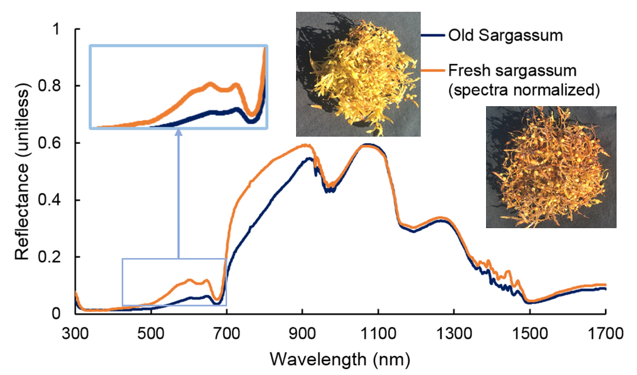 1
0.8
0.6
0.4
0.2
0
Reflectance (unitless)
300 500 700 900 1100 1300 1500 1700
Wavelength (nm)
Old Sargassum
Fresh sargassum
(spectra normalized)